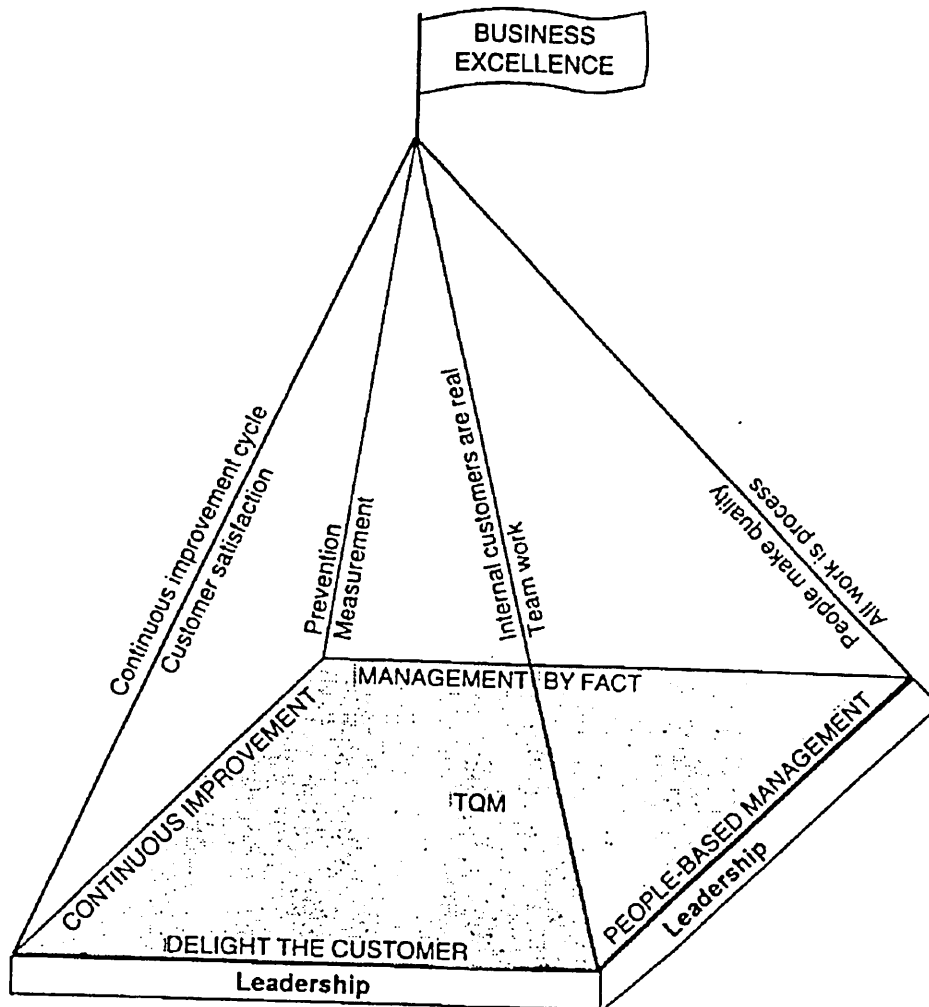 BUSINESS
EXCELLENCE
Continuous improvement cycle
Customer satisfaction
Prevention
Measurement
Internal customers are real
Team work
All work is process
People make quality
MANAGEMENT BY FACT
CONTINUOUS IMPROVEMENT
TQM
PEOPLE-BASED MANAGEMENT
Leadership
DELIGHT THE CUSTOMER
Leadership